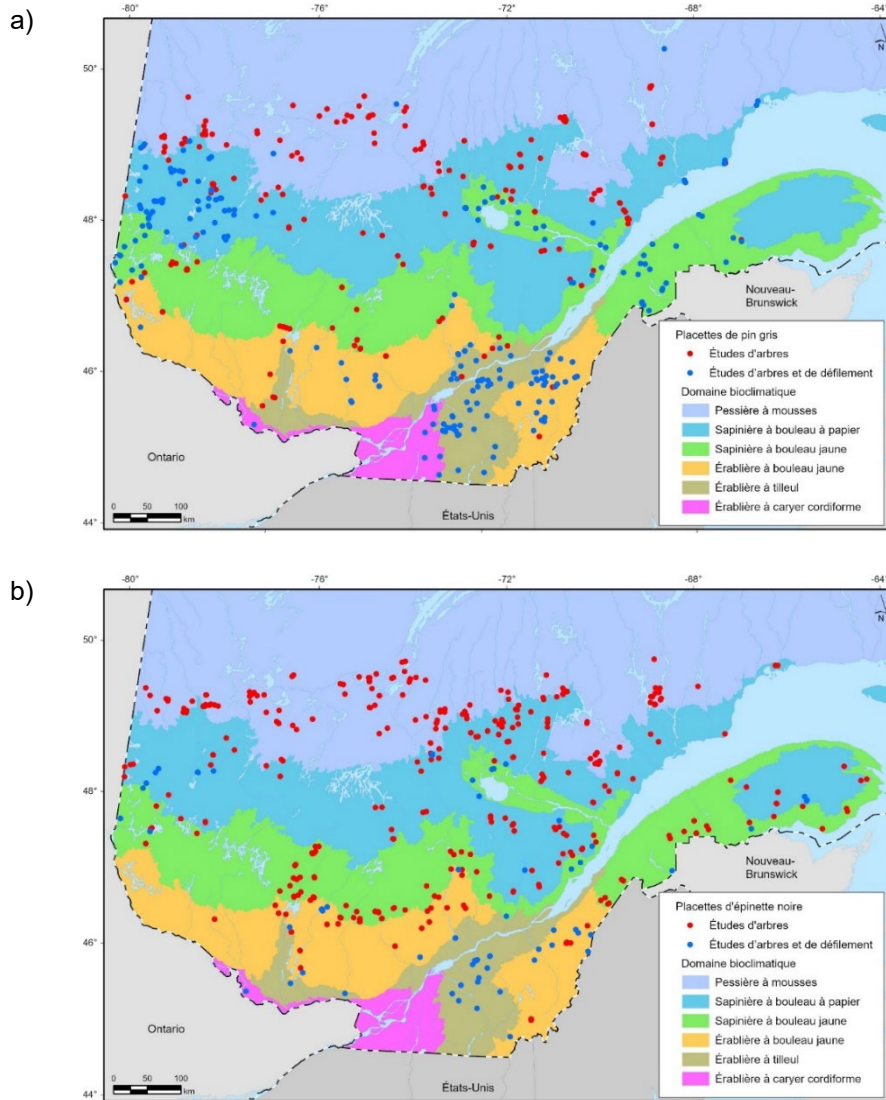 a)
-80° -76° -72° -68° -64°
50°
48°
46°
44°
N
Nouveau-
Brunswick
Ontario
États-Unis
0 50 100
km
Placettes de pin gris
Études d'arbres
Études d'arbres et de défilement
Domaine bioclimatique
Pessière à mousses
Sapinière à bouleau à papier
Sapinière à bouleau jaune
Érablière à bouleau jaune
Érablière à tilleul
Érablière à caryer cordiforme
b)
-80° -76° -72° -68° -64°
50°
48°
46°
44°
N
Nouveau-
Brunswick
Ontario
États-Unis
0 50 100
km
Placettes d'épinette noire
Études d'arbres
Études d'arbres et de défilement
Domaine bioclimatique
Pessière à mousses
Sapinière à bouleau à papier
Sapinière à bouleau jaune
Érablière à bouleau jaune
Érablière à tilleul
Érablière à caryer cordiforme